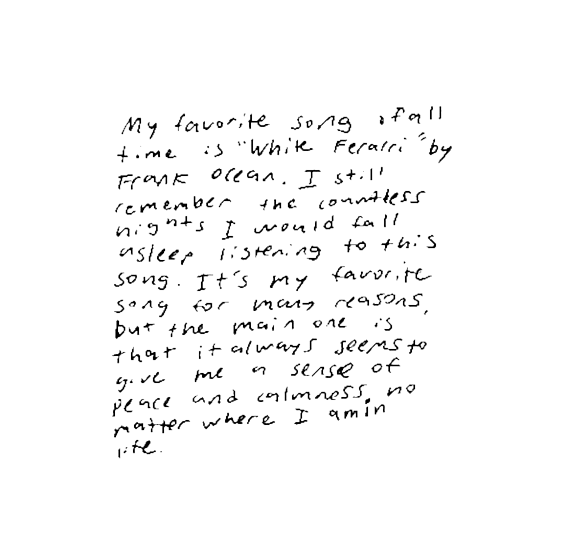 My favorite song of all
time is "White Ferarri" by
Frank Ocean. I still
remember the countless
nights I would fall
asleep listening to this
song. It's my favorite
song for many reasons,
but the main one is
that it always seems to
give me a sense of
peace and calmness, no
matter where I am in
life.